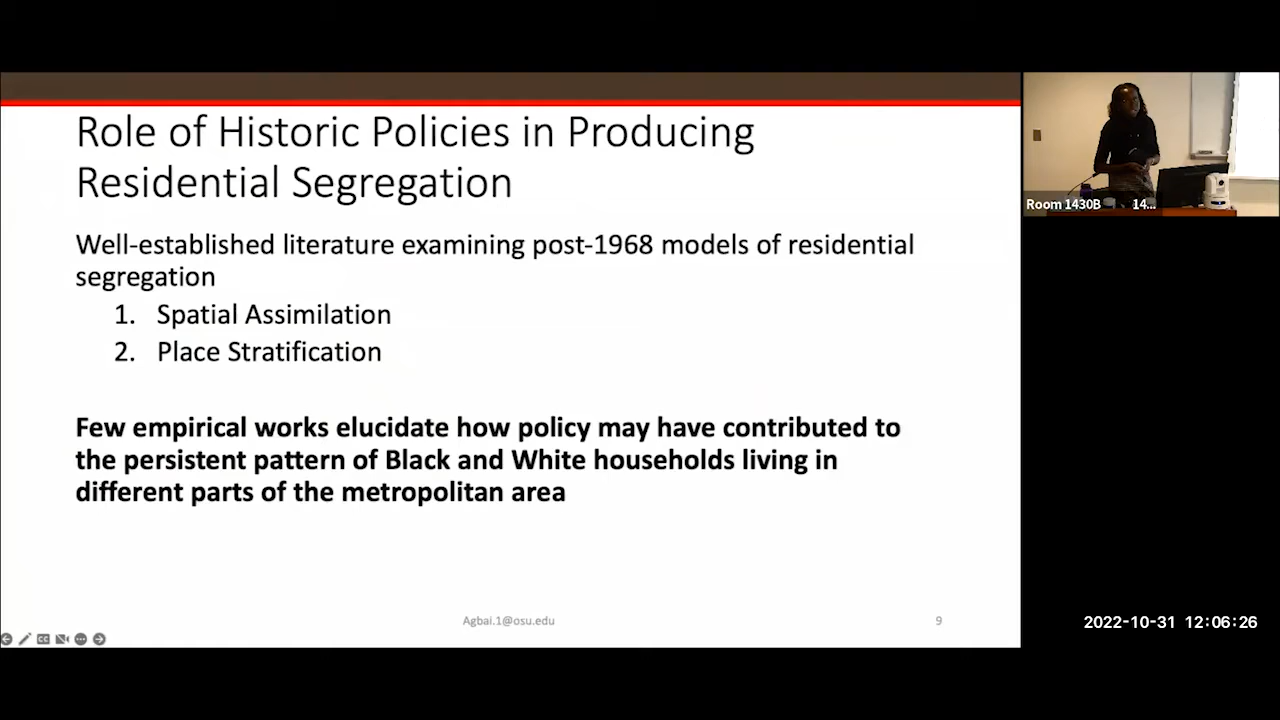 Role of Historic Policies in Producing
Residential Segregation
Well-established literature examining post-1968 models of residential
segregation
1. Spatial Assimilation
2. Place Stratification
Few empirical works elucidate how policy may have contributed to
the persistent pattern of Black and White households living in
different parts of the metropolitan area
Agbai.1@osu.edu
9
Room 1430B 14...
2022-10-31 12:06:26